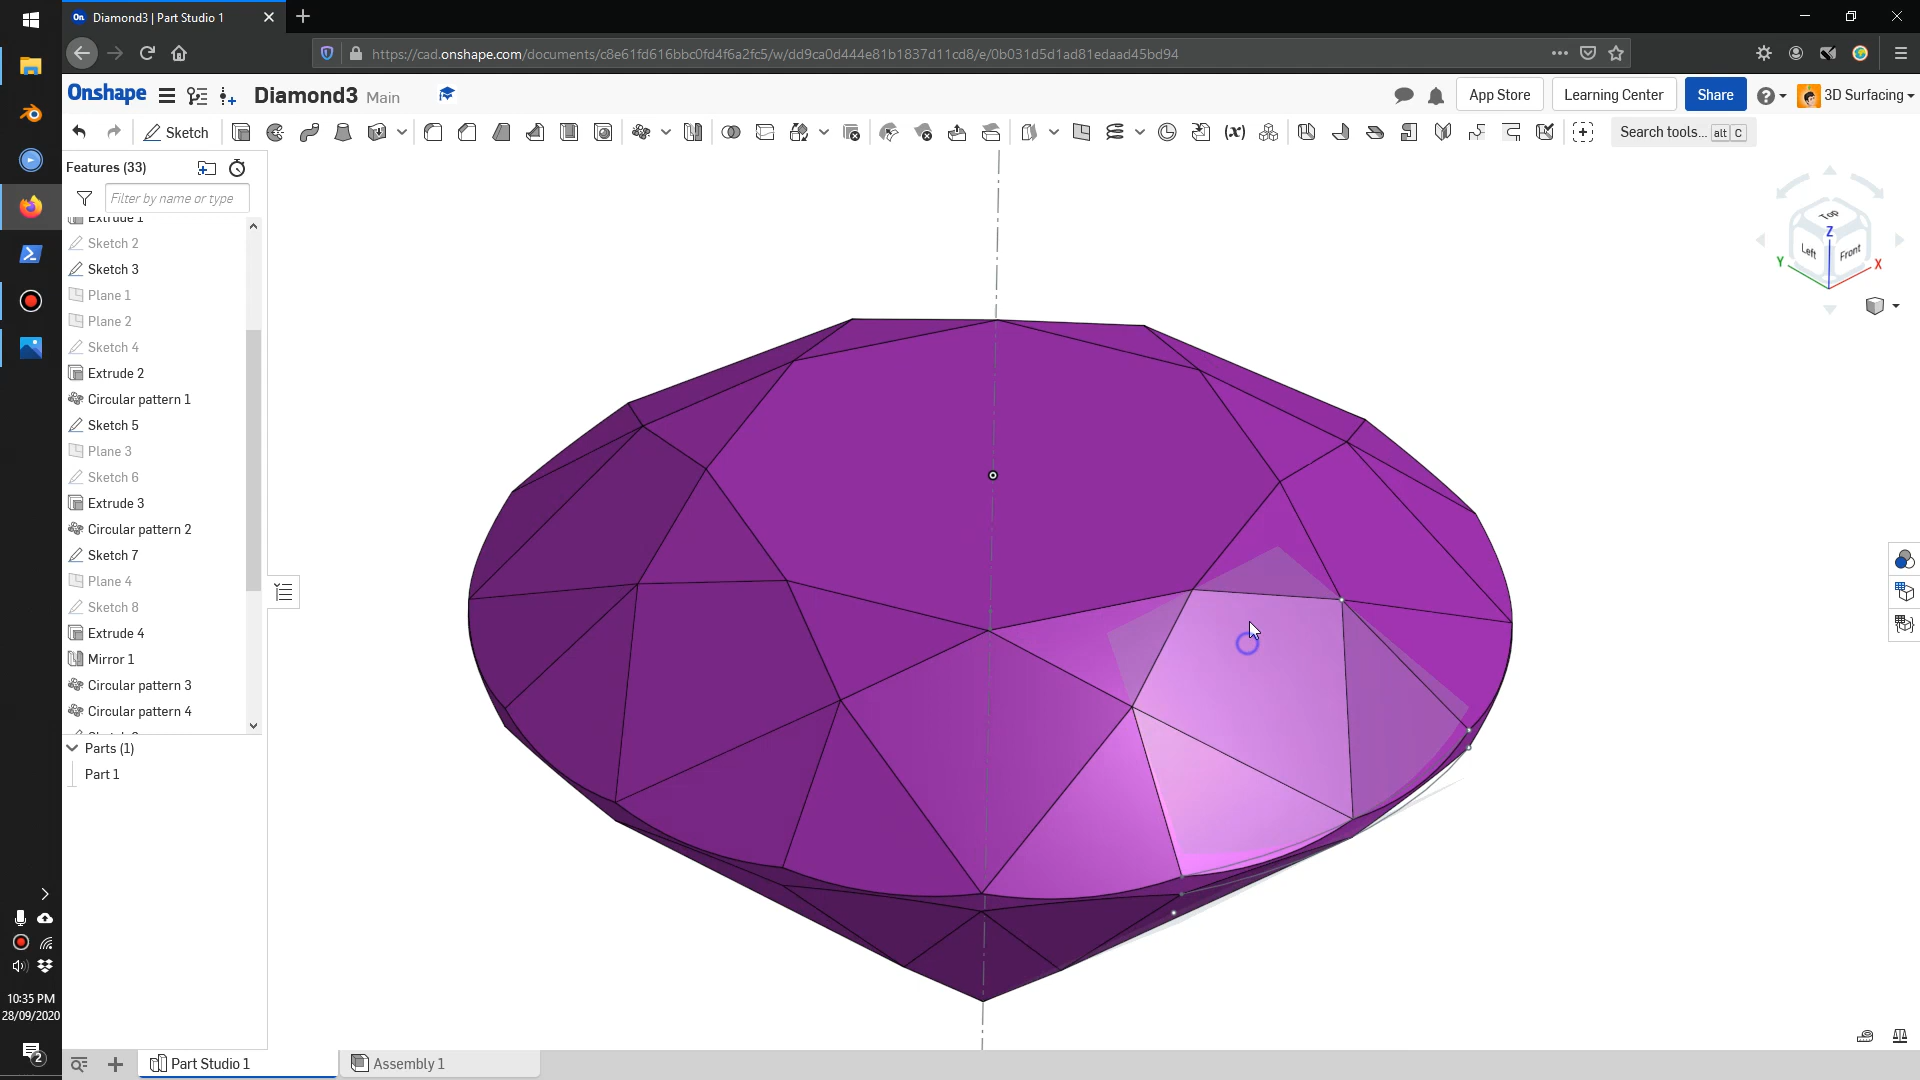 Diamond3 | Part Studio 1
https://cad.onshape.com/documents/c8e61fd616bbc0fd4f6a2fc5/w/dd9ca0d444e81b1837d11cd8/e/0b031d5d1ad81edaad45bd94
Onshape Diamond3 Main App Store Learning Center Share 3D Surfacing
Sketch (x) Search tools... alt C
Features (33)
Filter by name or type
Extrude 1
Sketch 2
Sketch 3
Plane 1
Plane 2
Sketch 4
Extrude 2
Circular pattern 1
Sketch 5
Plane 3
Sketch 6
Extrude 3
Circular pattern 2
Sketch 7
Plane 4
Sketch 8
Extrude 4
Mirror 1
Circular pattern 3
Circular pattern 4
Parts (1)
Part 1
Top
Z
Left Front
Y X
10:35 PM
28/09/2020
2
Part Studio 1 Assembly 1